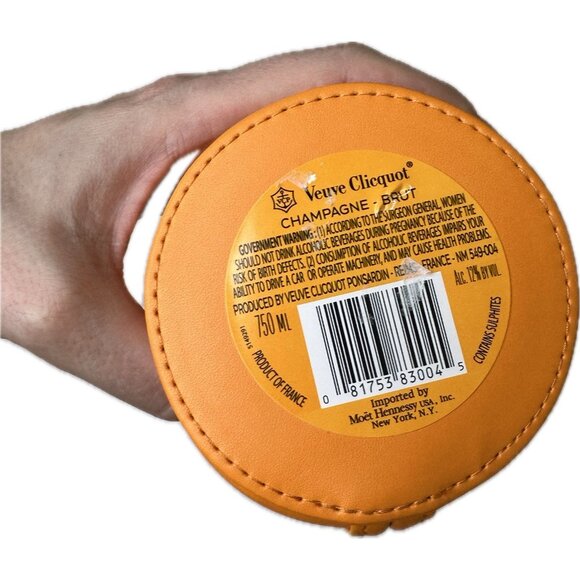 Veuve Clicquot®
CHAMPAGNE - BRUT
GOVERNMENT WARNING: (1) ACCORDING TO THE SURGEON GENERAL, WOMEN
SHOULD NOT DRINK ALCOHOLIC BEVERAGES DURING PREGNANCY BECAUSE OF THE
RISK OF BIRTH DEFECTS. (2) CONSUMPTION OF ALCOHOLIC BEVERAGES IMPAIRS YOUR
ABILITY TO DRIVE A CAR OR OPERATE MACHINERY, AND MAY CAUSE HEALTH PROBLEMS.
PRODUCED BY VEUVE CLICQUOT PONSARDIN - REIMS, FRANCE - NM 549-004
750 ML
ALC. 12% BY VOL.
5140291
PRODUCT OF FRANCE
CONTAINS SULPHITES
0 81753 83004 5
Imported by
Moët Hennessy USA, Inc.
New York, N.Y.